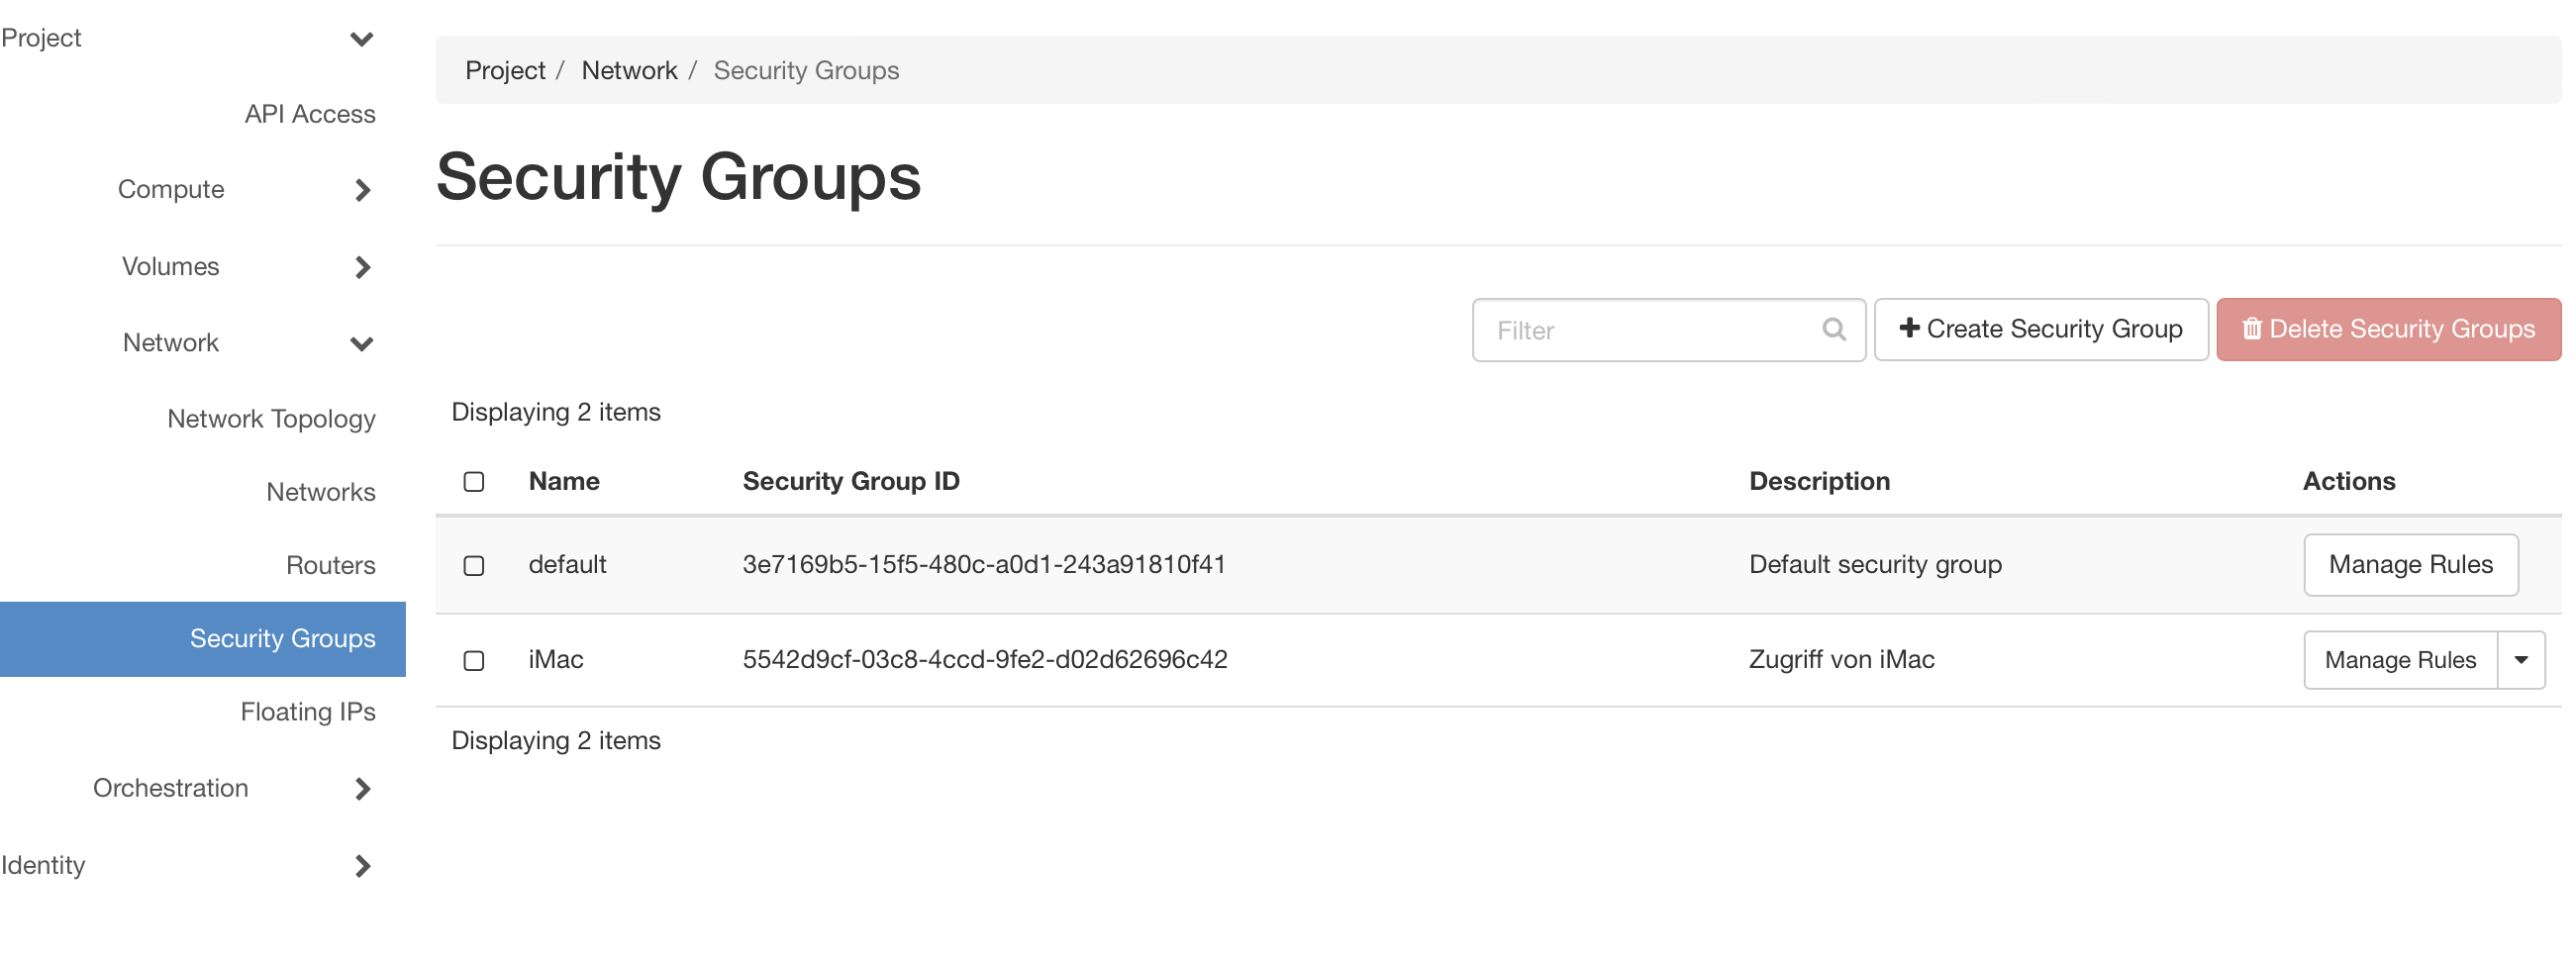 Project
API Access
Compute
Volumes
Network
Network Topology
Networks
Routers
Security Groups
Floating IPs
Orchestration
Identity
Project / Network / Security Groups
Security Groups
Filter
Create Security Group
Delete Security Groups
Displaying 2 items
Name Security Group ID Description Actions
default 3e7169b5-15f5-480c-a0d1-243a91810f41 Default security group Manage Rules
iMac 5542d9cf-03c8-4ccd-9fe2-d02d62696c42 Zugriff von iMac Manage Rules
Displaying 2 items